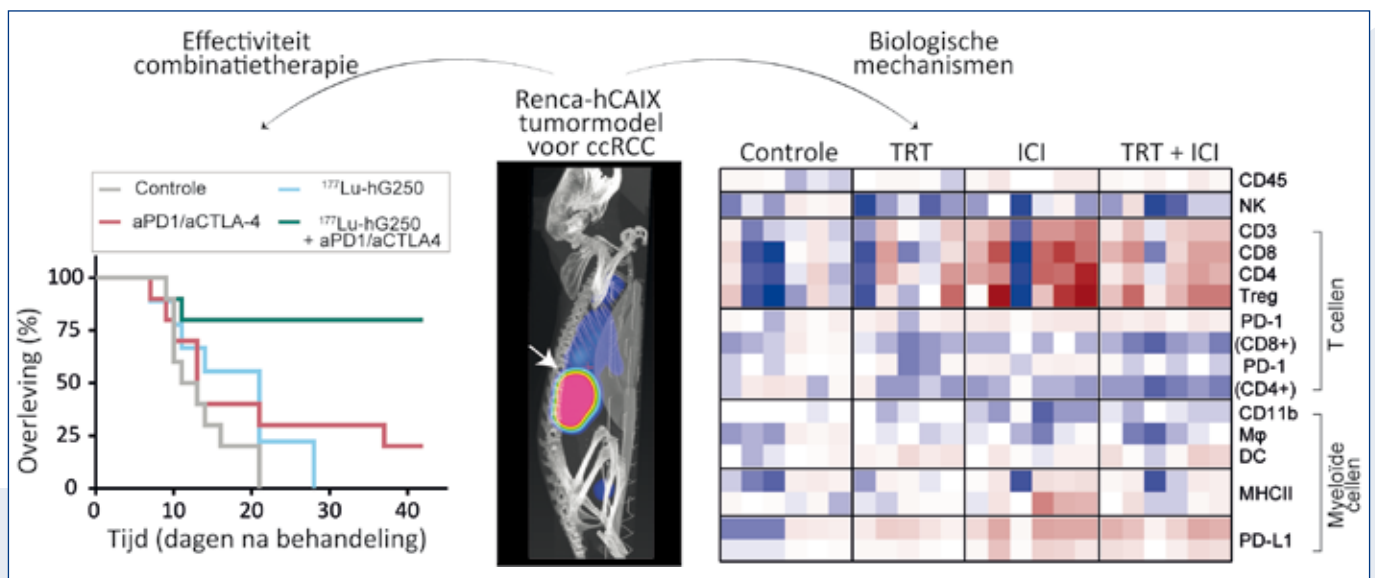 Effectiviteit
combinatietherapie
Biologische
mechanismen
Renca-hCAIX
tumormodel
voor ccRCC
Controle
¹⁷⁷Lu-hG250
aPD1/aCTLA-4
¹⁷⁷Lu-hG250
+ aPD1/aCTLA4
Overleving (%)
100
75
50
25
0
0 10 20 30 40
Tijd (dagen na behandeling)
Controle TRT ICI TRT + ICI
CD45
NK
CD3
CD8
CD4
Treg
PD-1
(CD8+)
PD-1
(CD4+)
CD11b
Mφ
DC
MHCII
PD-L1
T cellen
Myeloïde
cellen